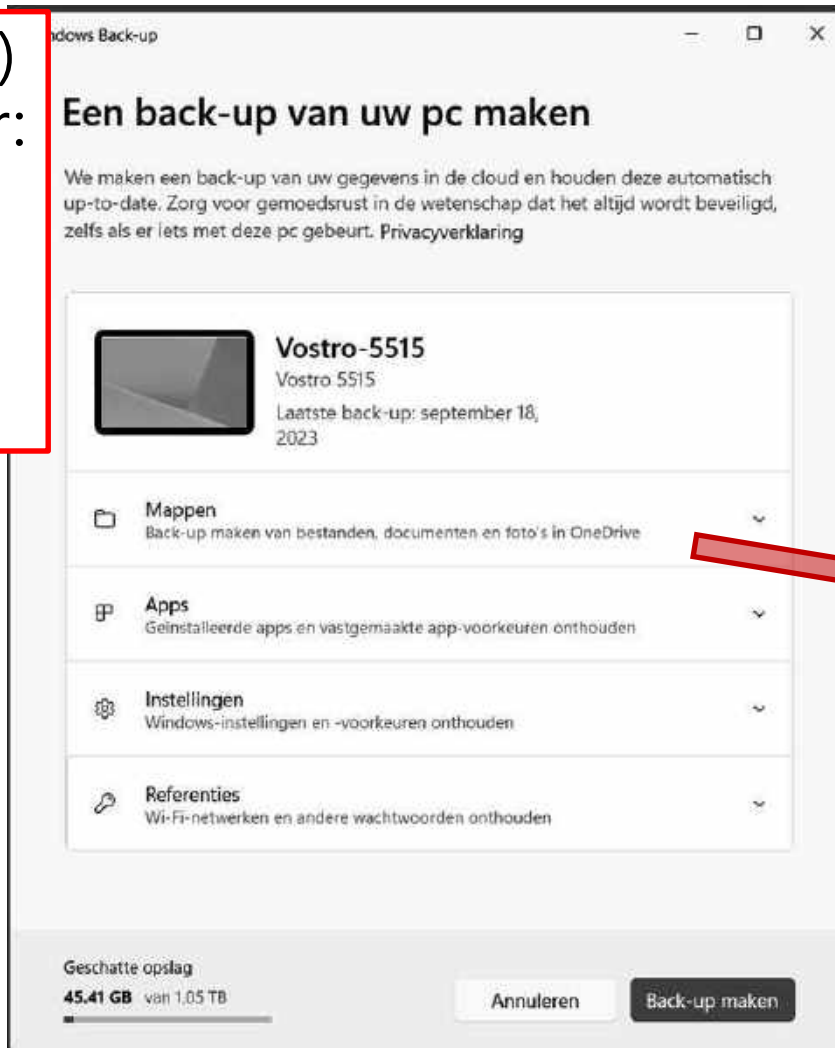 )
r:
ndows Back-up
Een back-up van uw pc maken
We maken een back-up van uw gegevens in de cloud en houden deze automatisch
up-to-date. Zorg voor gemoedsrust in de wetenschap dat het altijd wordt beveiligd,
zelfs als er iets met deze pc gebeurt. Privacyverklaring
Vostro-5515
Vostro 5515
Laatste back-up: september 18,
2023
Mappen
Back-up maken van bestanden, documenten en foto's in OneDrive
Apps
Geïnstalleerde apps en vastgemaakte app-voorkeuren onthouden
Instellingen
Windows-instellingen en -voorkeuren onthouden
Referenties
Wi-Fi-netwerken en andere wachtwoorden onthouden
Geschatte opslag
45.41 GB van 1,05 TB
Annuleren
Back-up maken